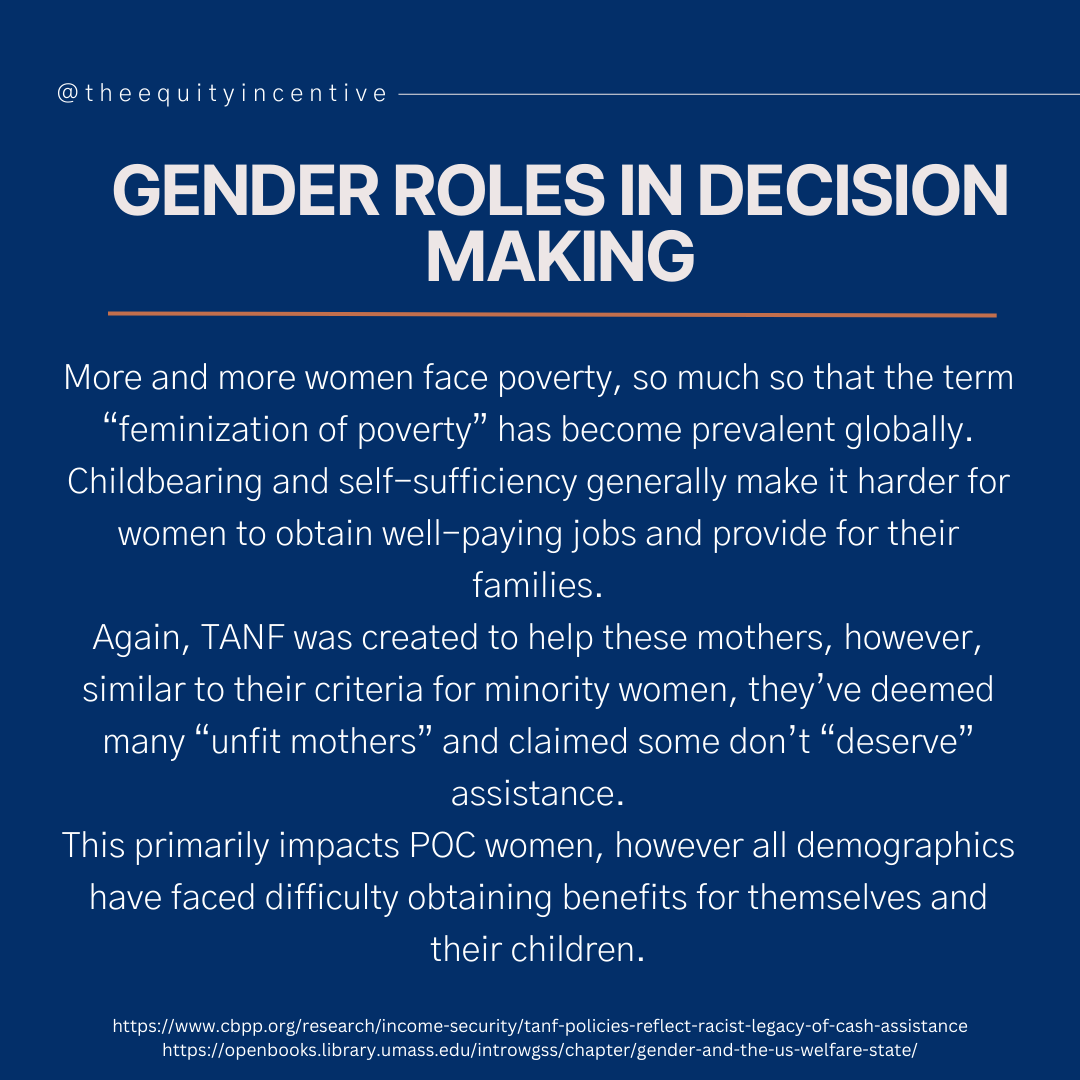 @theequityincentive
GENDER ROLES IN DECISION
MAKING
More and more women face poverty, so much so that the term
“feminization of poverty” has become prevalent globally.
Childbearing and self-sufficiency generally make it harder for
women to obtain well-paying jobs and provide for their
families.
Again, TANF was created to help these mothers, however,
similar to their criteria for minority women, they’ve deemed
many “unfit mothers” and claimed some don’t “deserve”
assistance.
This primarily impacts POC women, however all demographics
have faced difficulty obtaining benefits for themselves and
their children.
https://www.cbpp.org/research/income-security/tanf-policies-reflect-racist-legacy-of-cash-assistance
https://openbooks.library.umass.edu/introwgss/chapter/gender-and-the-us-welfare-state/